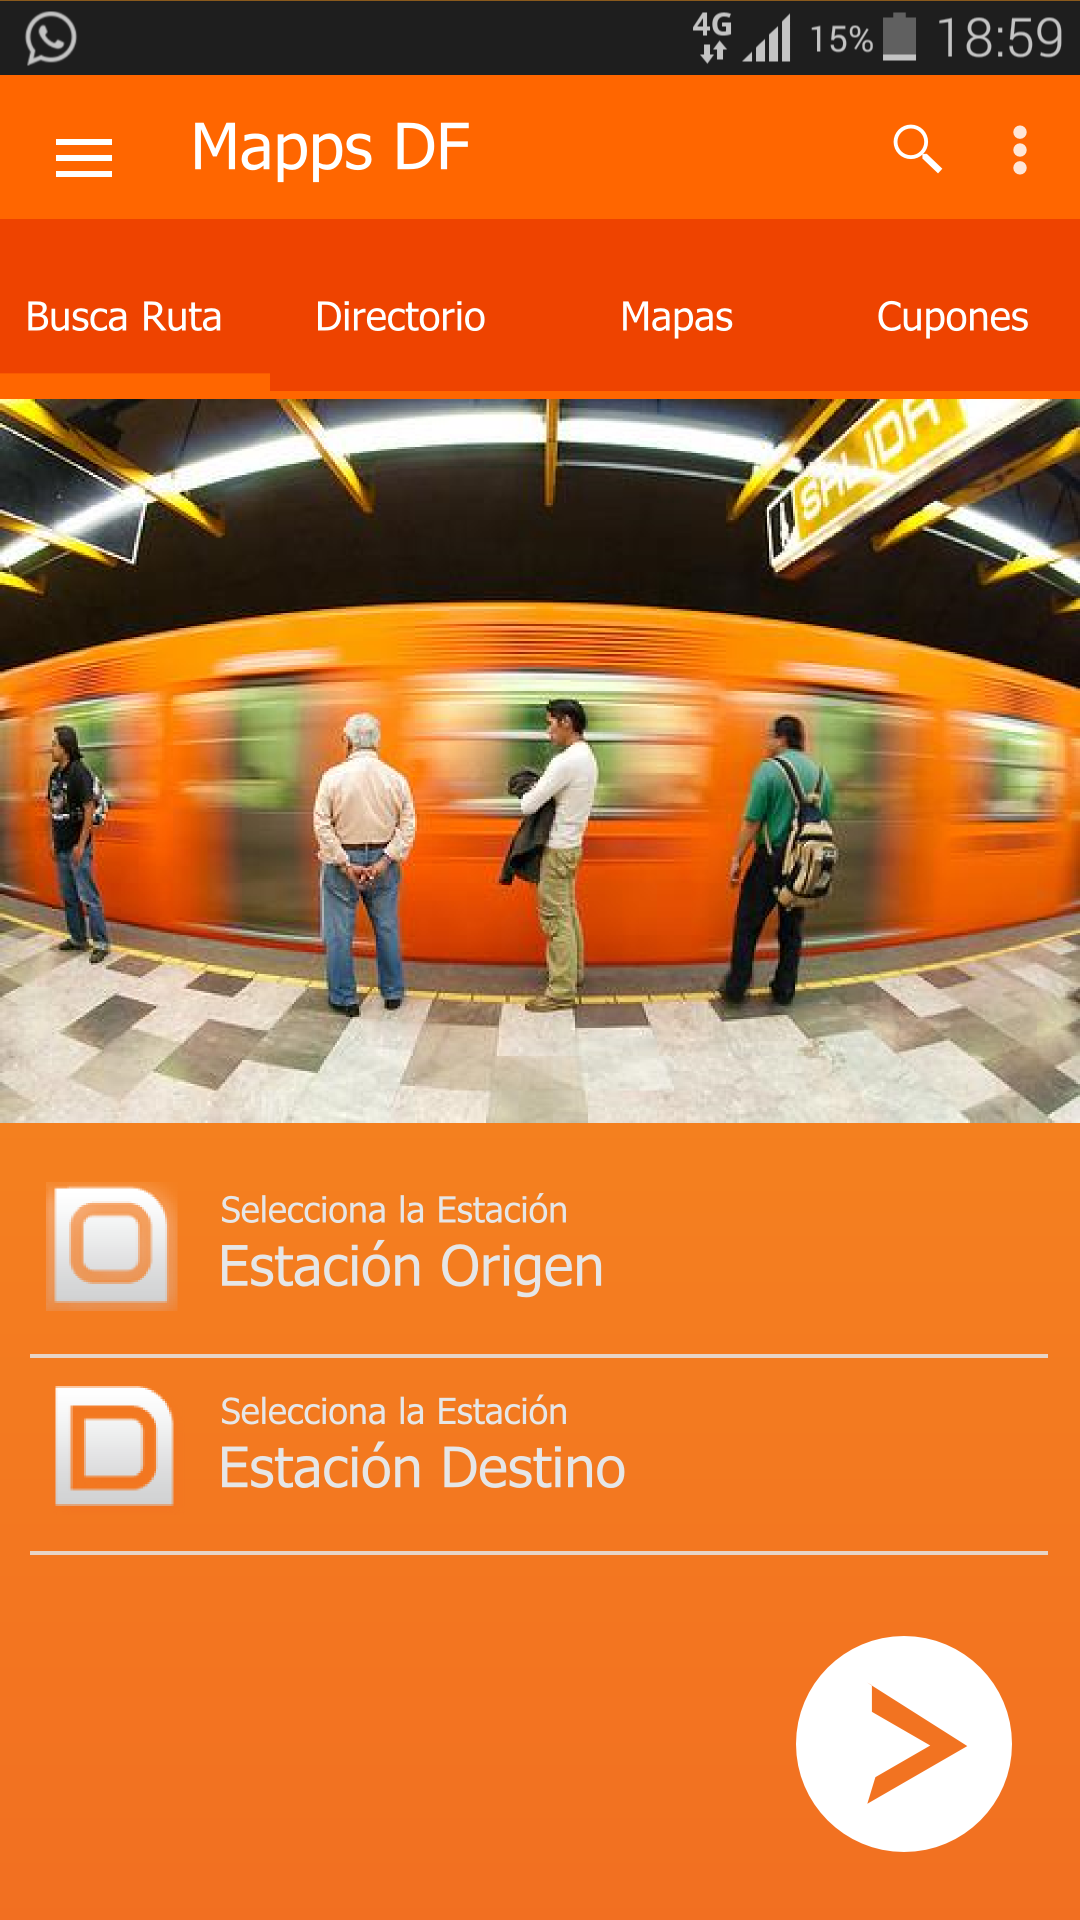 4G 15% 18:59
Mapps DF
Busca Ruta Directorio Mapas Cupones
SALIDA
O Selecciona la Estación
Estación Origen
D Selecciona la Estación
Estación Destino